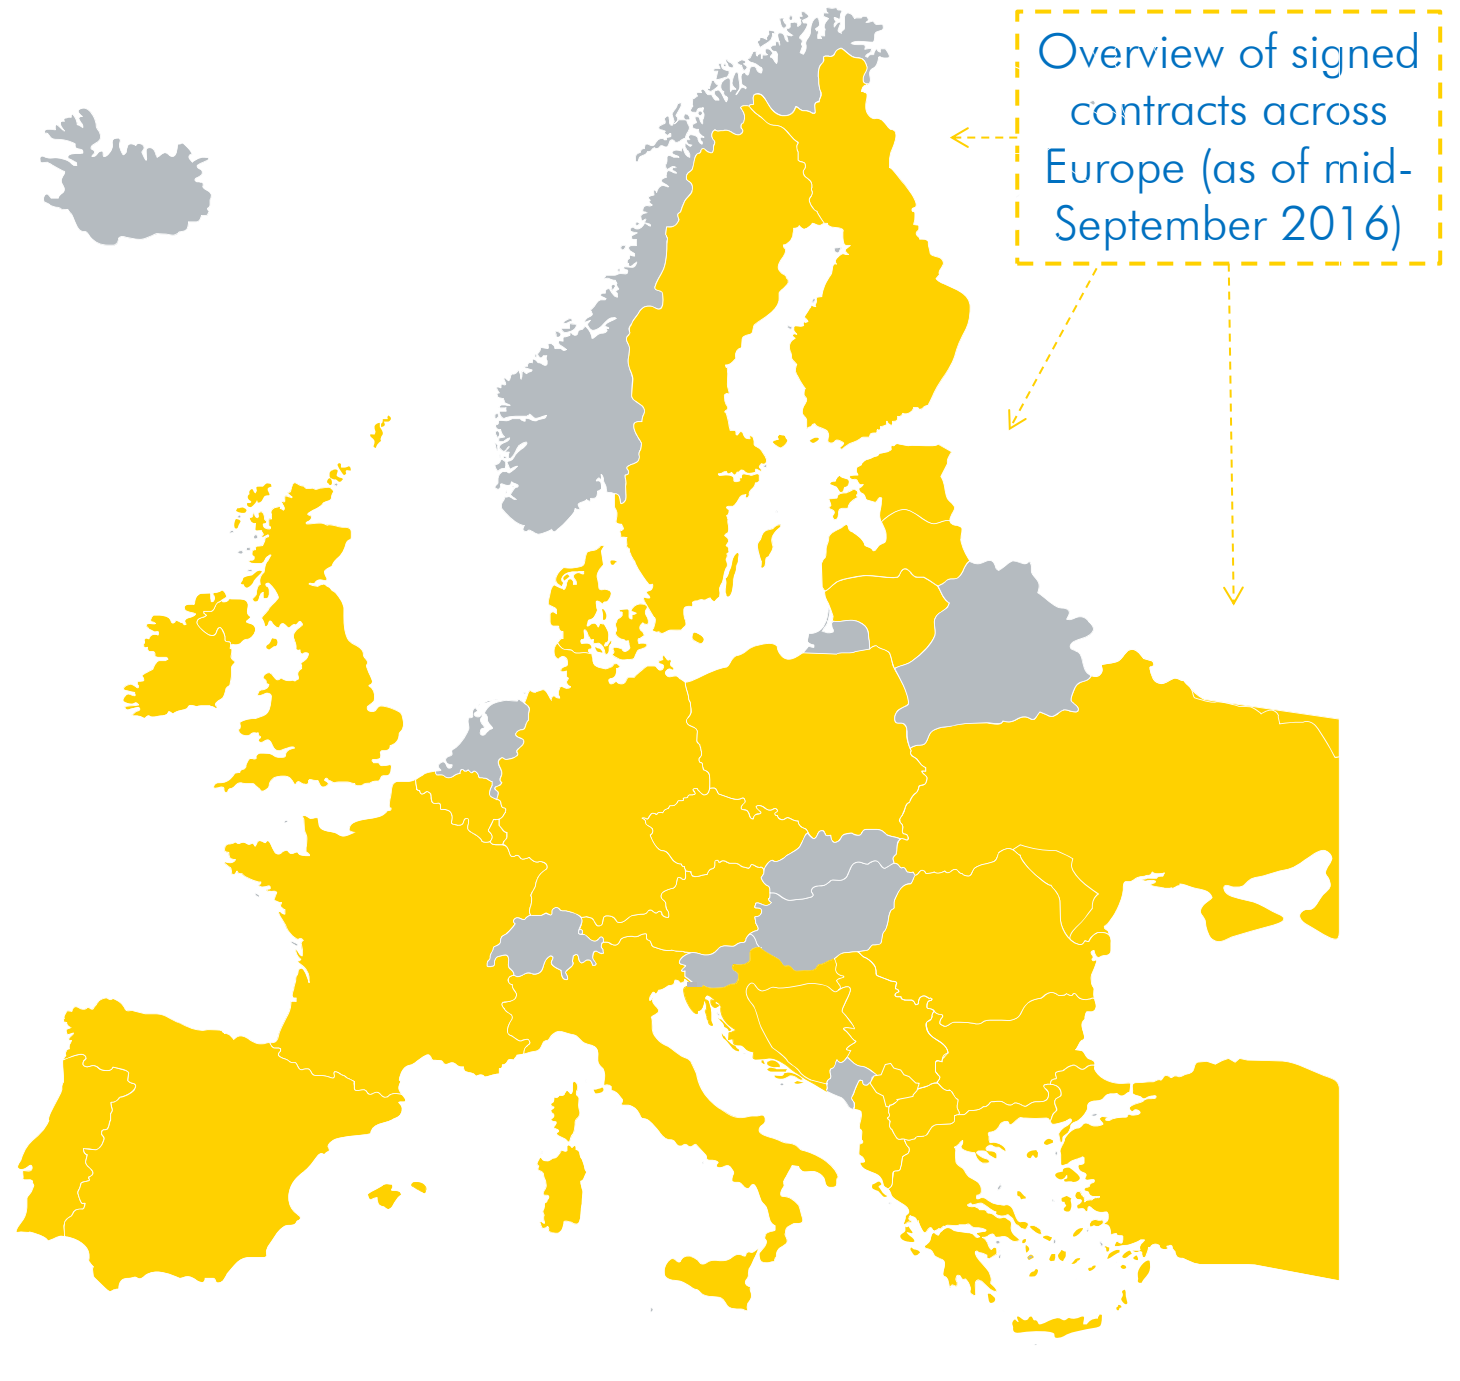 Overview of signed
contracts across
Europe (as of mid-
September 2016)